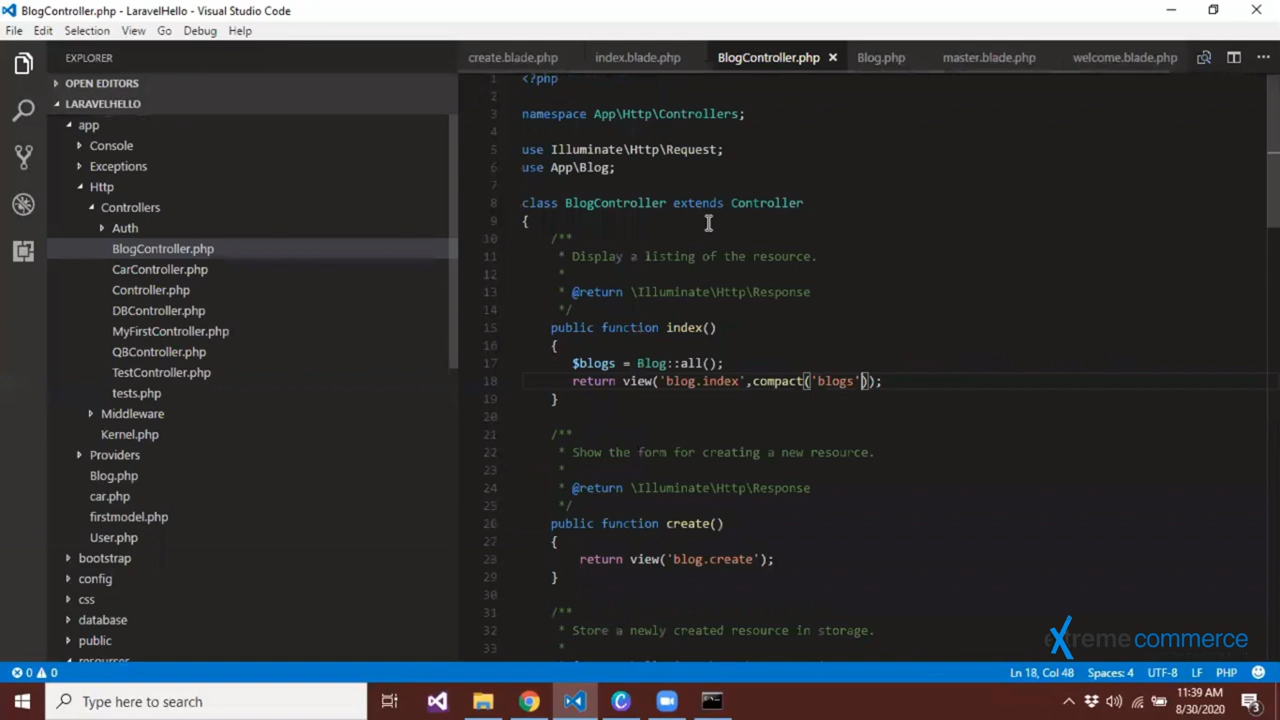 BlogController.php - LaravelHello - Visual Studio Code
File Edit Selection View Go Debug Help
EXPLORER
OPEN EDITORS
LARAVELHELLO
app
Console
Exceptions
Http
Controllers
Auth
BlogController.php
CarController.php
Controller.php
DBController.php
MyFirstController.php
QBController.php
TestController.php
tests.php
Middleware
Kernel.php
Providers
Blog.php
car.php
firstmodel.php
User.php
bootstrap
config
css
database
public
resources
create.blade.php index.blade.php BlogController.php Blog.php master.blade.php welcome.blade.php
1 <?php
2
3 namespace App\Http\Controllers;
4
5 use Illuminate\Http\Request;
6 use App\Blog;
7
8 class BlogController extends Controller
9 {
10 /**
11 * Display a listing of the resource.
12 *
13 * @return \Illuminate\Http\Response
14 */
15 public function index()
16 {
17 $blogs = Blog::all();
18 return view('blog.index',compact('blogs'));
19 }
20
21 /**
22 * Show the form for creating a new resource.
23 *
24 * @return \Illuminate\Http\Response
25 */
26 public function create()
27 {
28 return view('blog.create');
29 }
30
31 /**
32 * Store a newly created resource in storage.
33 *
extreme commerce
0 0
Ln 18, Col 48 Spaces: 4 UTF-8 LF PHP
Type here to search
11:39 AM
8/30/2020
3